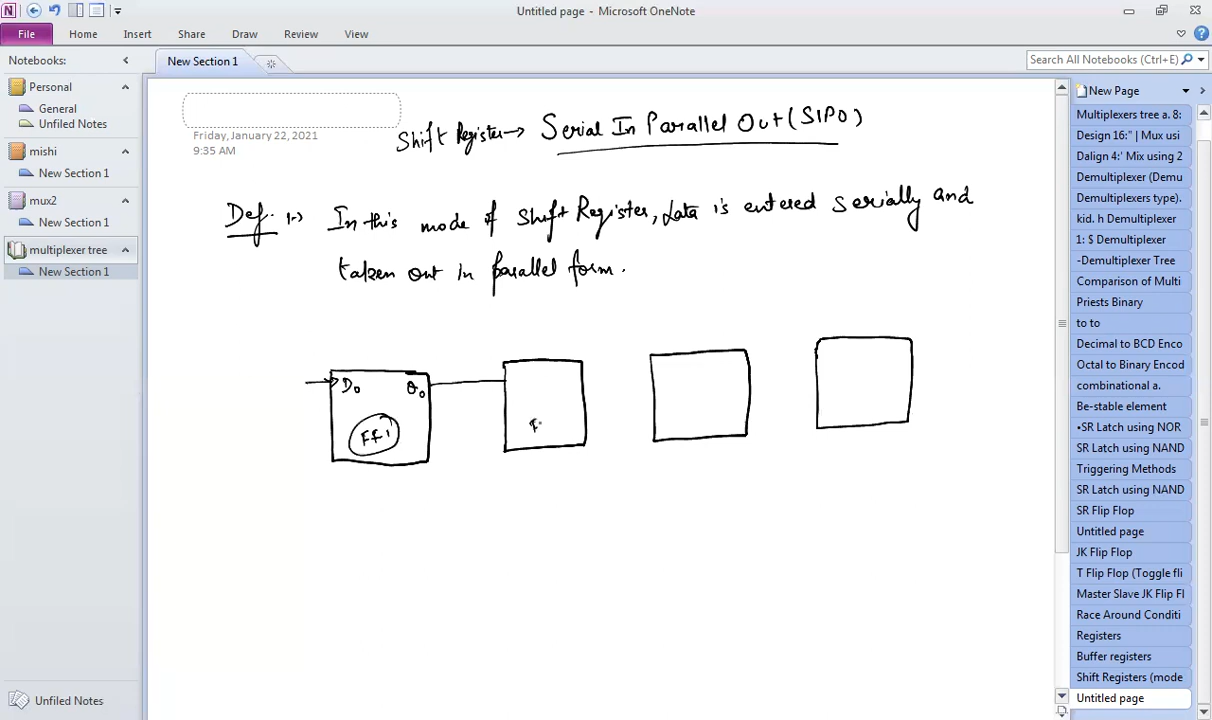 Untitled page - Microsoft OneNote
File Home Insert Share Draw Review View
Notebooks:
New Section 1
Search All Notebooks (Ctrl+E)
Personal
General
Unfiled Notes
mishi
New Section 1
mux2
New Section 1
multiplexer tree
New Section 1
Unfiled Notes
Friday, January 22, 2021
9:35 AM
Shift Register → Serial In Parallel Out (SIPO)
Def. :- In this mode of Shift Register, data is entered serially and
taken out in parallel form.
D0 Q0
FF1
F
New Page
Multiplexers tree a. 8:
Design 16:" | Mux usi
Dalign 4:' Mix using 2
Demultiplexer (Demu
Demultiplexers type).
kid. h Demultiplexer
1: $ Demultiplexer
-Demultiplexer Tree
Comparison of Multi
Priests Binary
to to
Decimal to BCD Enco
Octal to Binary Encod
combinational a.
Be-stable element
•SR Latch using NOR
SR Latch using NAND
Triggering Methods
SR Latch using NAND
SR Flip Flop
Untitled page
JK Flip Flop
T Flip Flop (Toggle fli
Master Slave JK Flip Fl
Race Around Conditi
Registers
Buffer registers
Shift Registers (mode
Untitled page